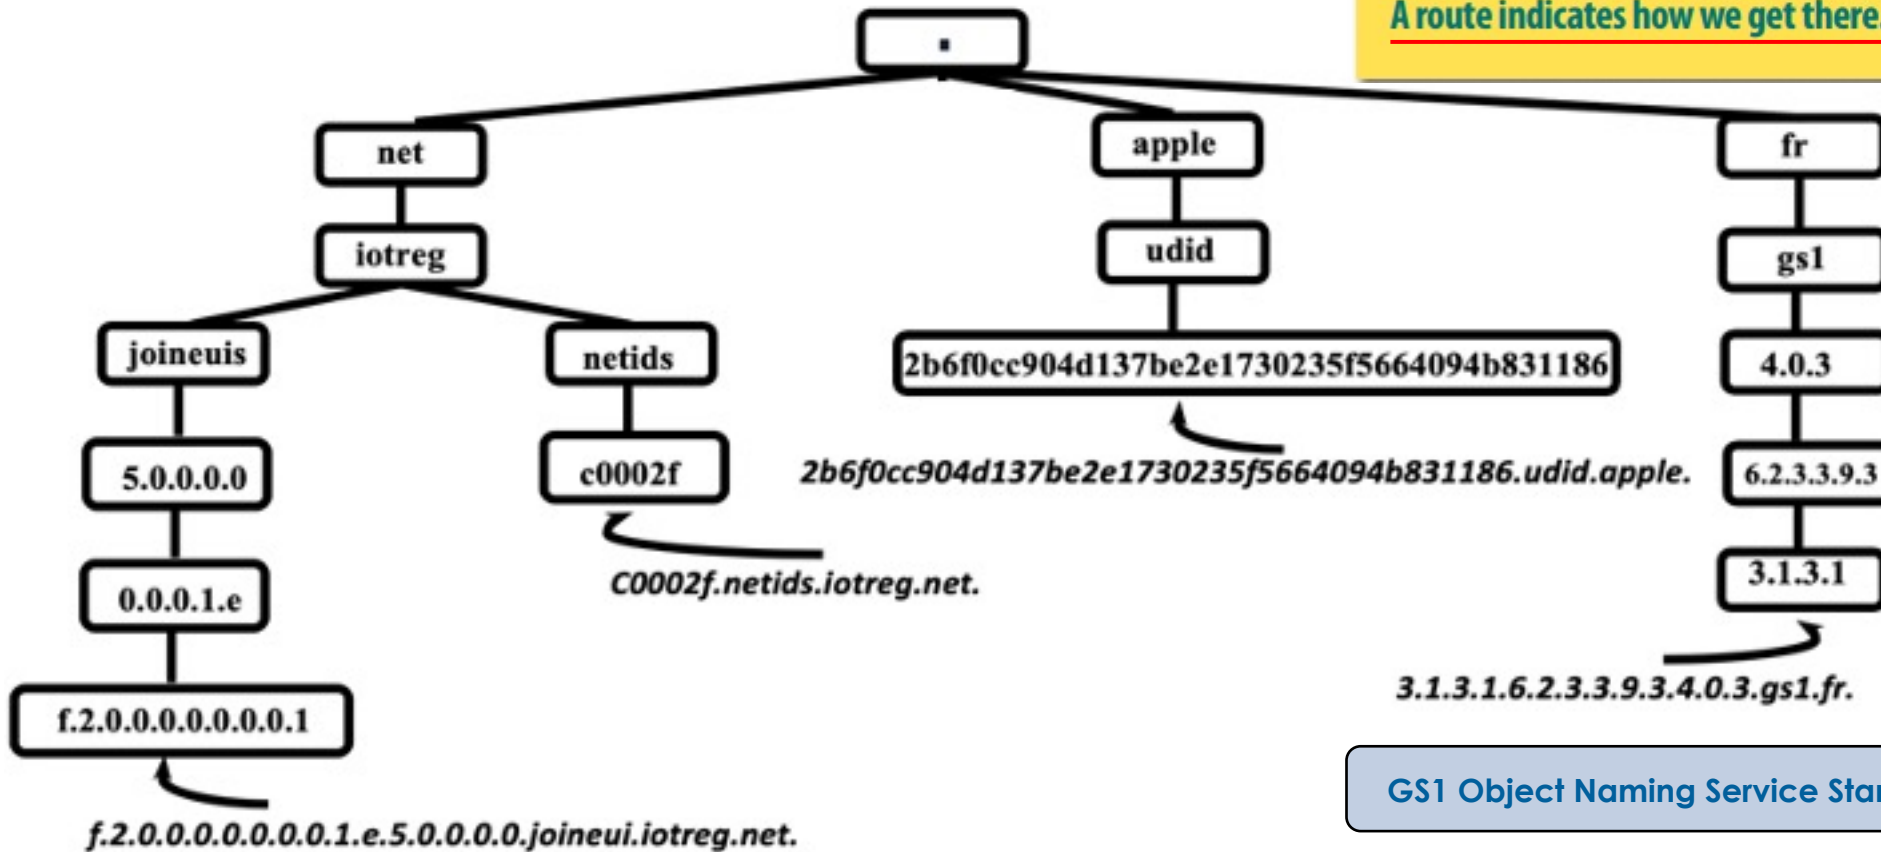 A route indicates how we get there.
.
net
apple
fr
iotreg
udid
gs1
joineuis
netids
2b6f0cc904d137be2e1730235f5664094b831186
4.0.3
5.0.0.0.0
c0002f
2b6f0cc904d137be2e1730235f5664094b831186.udid.apple.
6.2.3.3.9.3
C0002f.netids.iotreg.net.
0.0.0.1.e
3.1.3.1
3.1.3.1.6.2.3.3.9.3.4.0.3.gs1.fr.
f.2.0.0.0.0.0.0.0.1
GS1 Object Naming Service
f.2.0.0.0.0.0.0.0.1.e.5.0.0.0.0.joineui.iotreg.net.